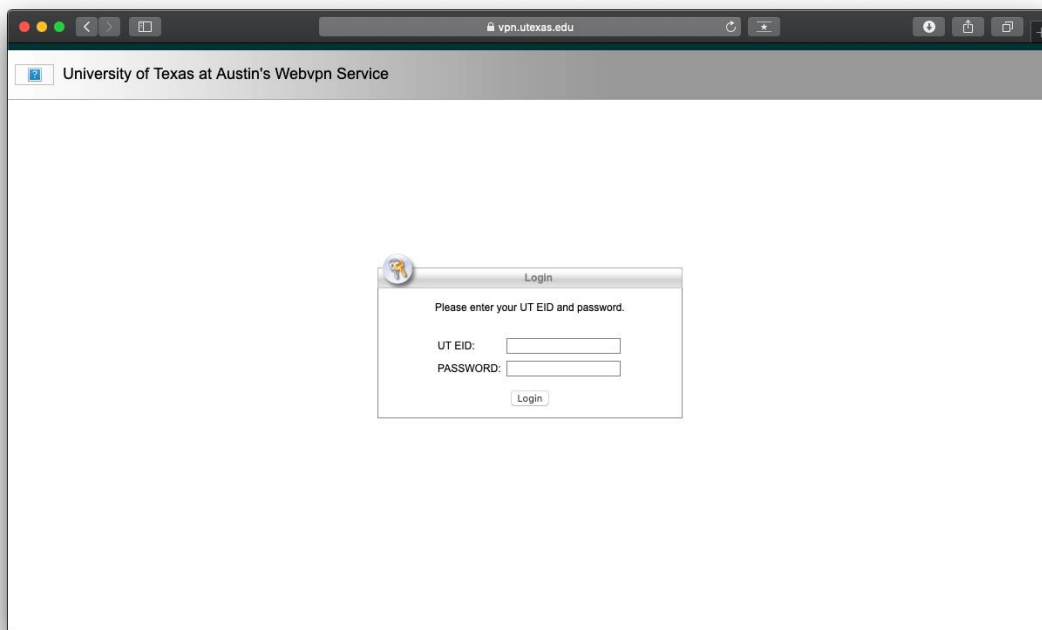 vpn.utexas.edu
?
University of Texas at Austin's Webvpn Service
Login
Please enter your UT EID and password.
UT EID:
PASSWORD:
Login